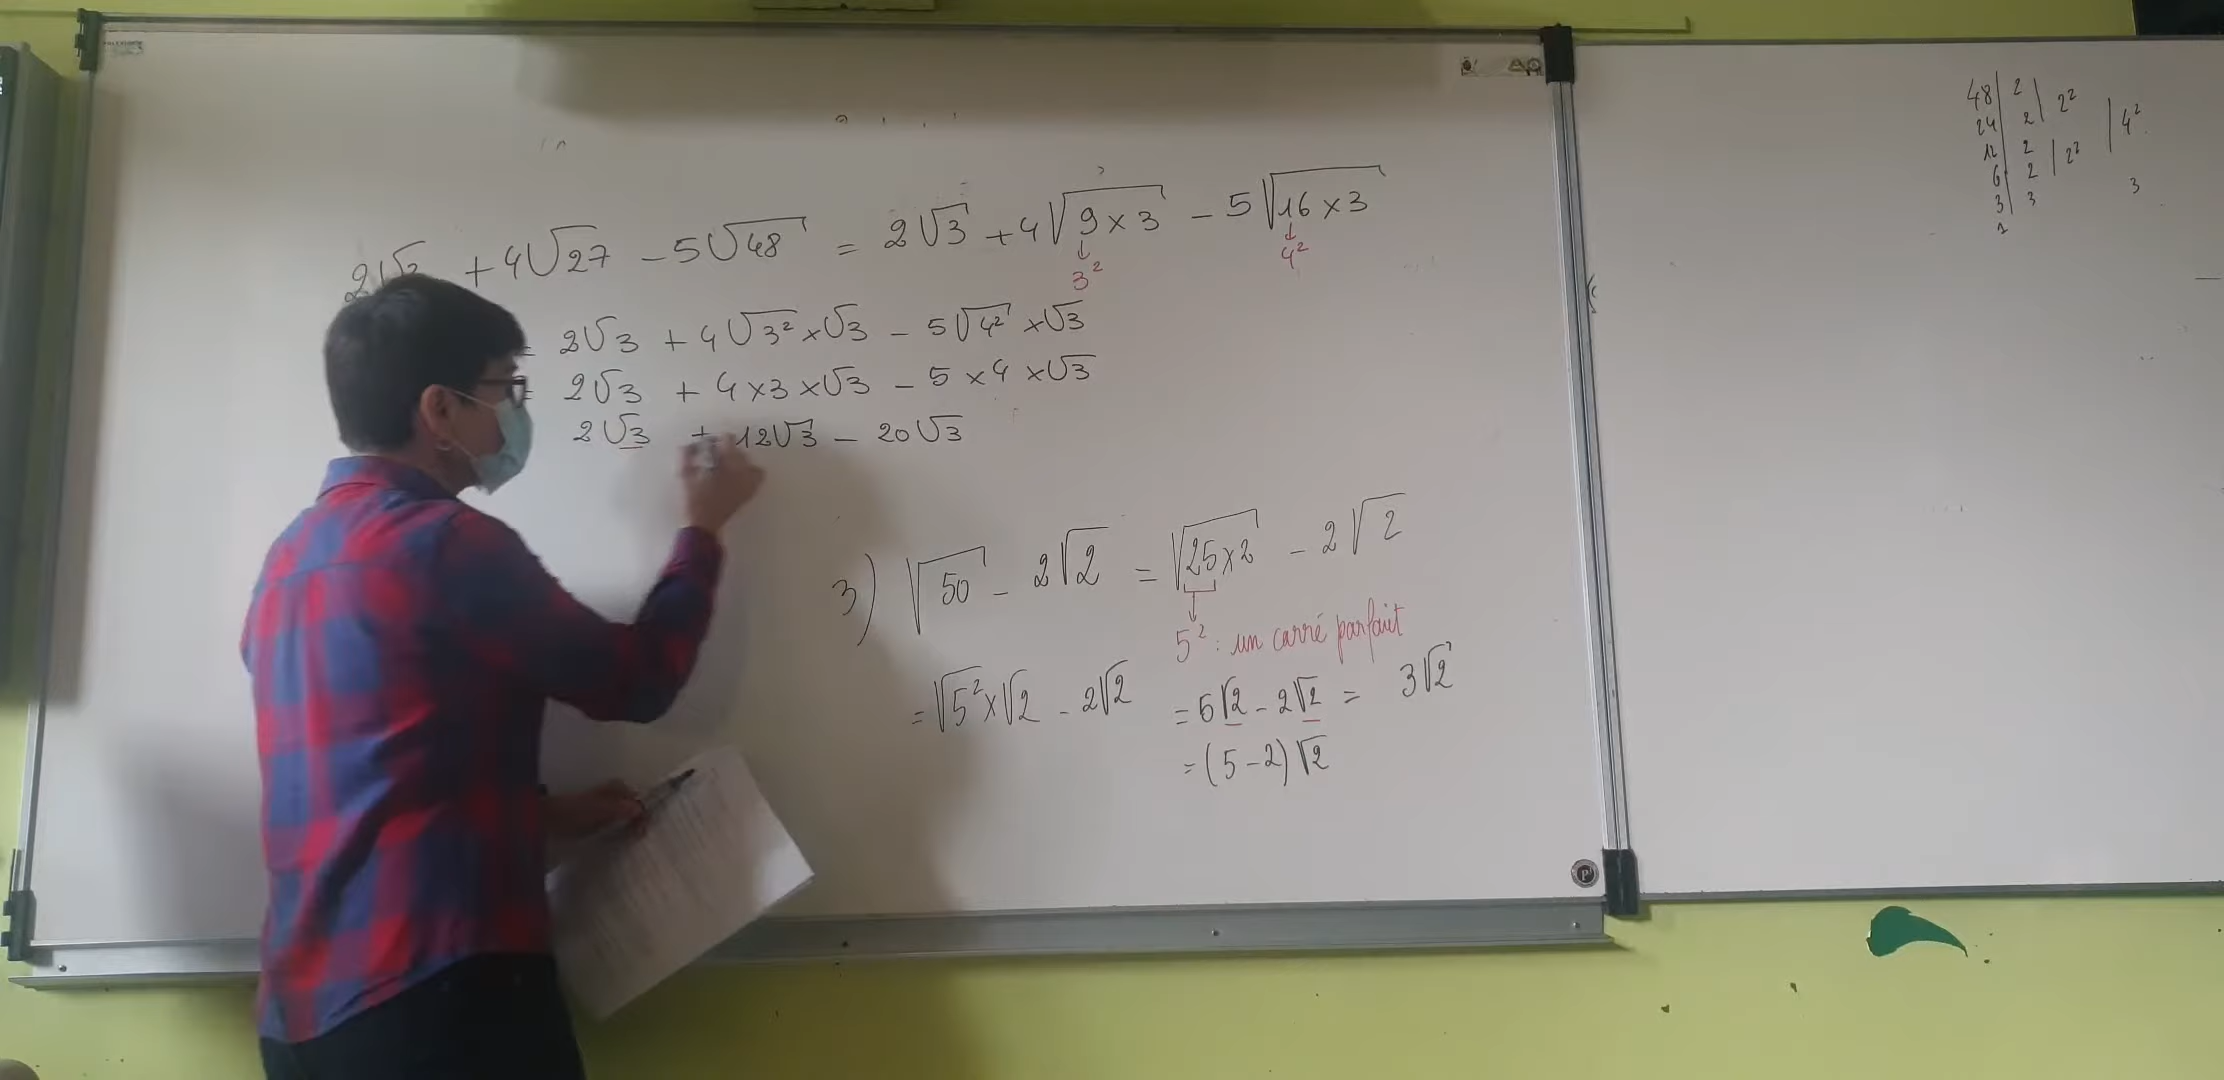 2√3 + 4√27 - 5√48 = 2√3 + 4√9×3 - 5√16×3
↓ 3² ↓ 4²
= 2√3 + 4√3² ×√3 - 5√4² ×√3
= 2√3 + 4×3×√3 - 5×4×√3
2√3 + 12√3 - 20√3
3) √50 - 2√2 = √25×2 - 2√2
↓
5² : un carré parfait
= √5²×√2 - 2√2 = 5√2 - 2√2 = 3√2
= (5-2)√2
48 | 2 | 2²
24 | 2 | | 4²
12 | 2 | 2²
6 | 2
3 | 3 3
1
P